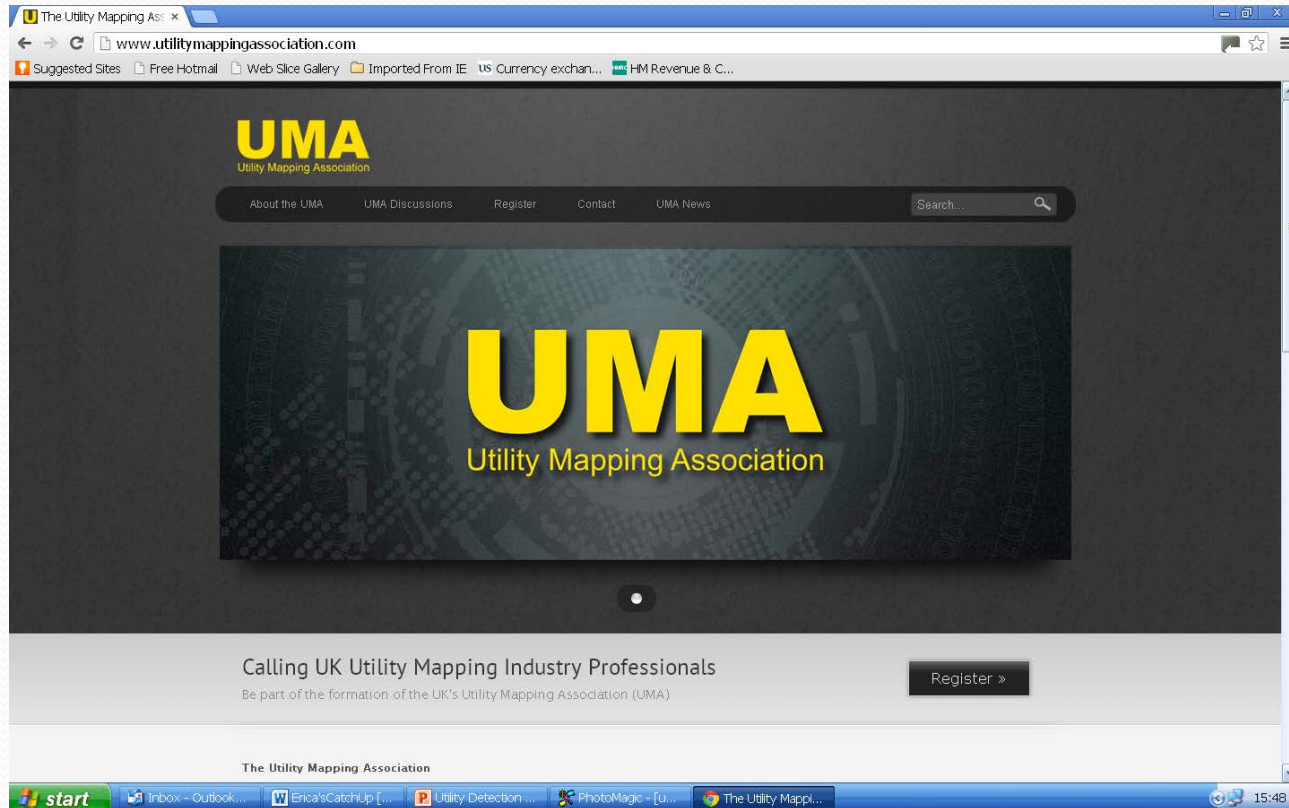 The Utility Mapping Ass
www.utilitymappingassociation.com
Suggested Sites Free Hotmail Web Slice Gallery Imported From IE US Currency exchan... HMRC HM Revenue & C...
UMA
Utility Mapping Association
About the UMA UMA Discussions Register Contact UMA News Search...
UMA
Utility Mapping Association
Calling UK Utility Mapping Industry Professionals
Be part of the formation of the UK's Utility Mapping Association (UMA)
Register »
The Utility Mapping Association
start Inbox - Outlook... Erica'sCatchUp [... Utility Detection ... PhotoMagic - [u... The Utility Mappi... 15:48